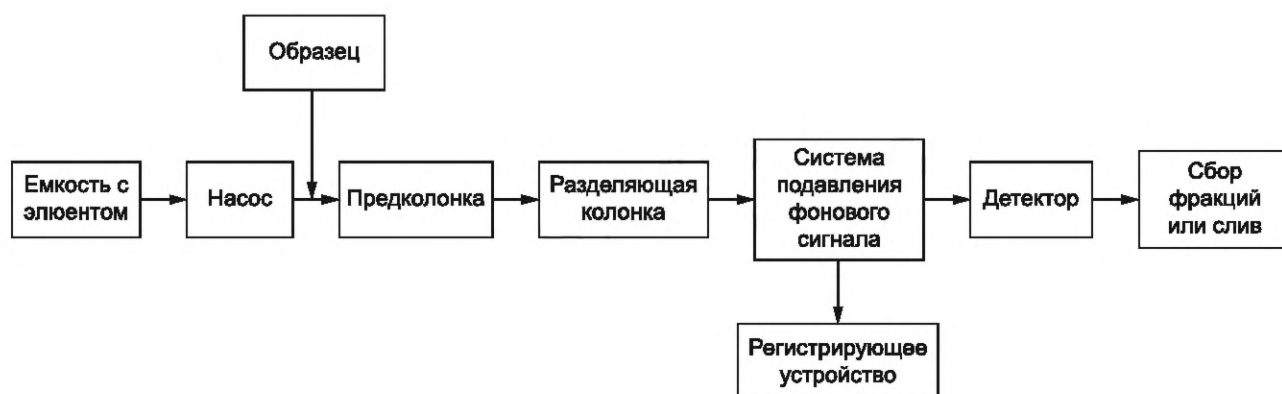 Образец
Емкость с
элюентом
Насос
Предколонка
Разделяющая
колонка
Система
подавления
фонового
сигнала
Детектор
Сбор
фракций
или слив
Регистрирующее
устройство